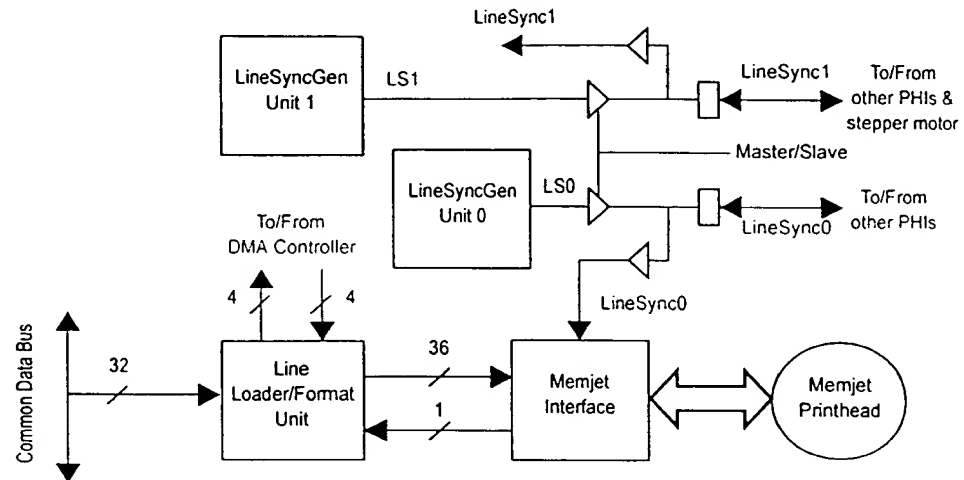 LineSync1
LineSyncGen
Unit 1
LS1
LineSync1
To/From
other PHIs &
stepper motor
Master/Slave
LineSyncGen
Unit 0
LS0
To/From
other PHIs
LineSync0
To/From
DMA Controller
4
4
LineSync0
Common Data Bus
32
Line
Loader/Format
Unit
36
1
Memjet
Interface
Memjet
Printhead